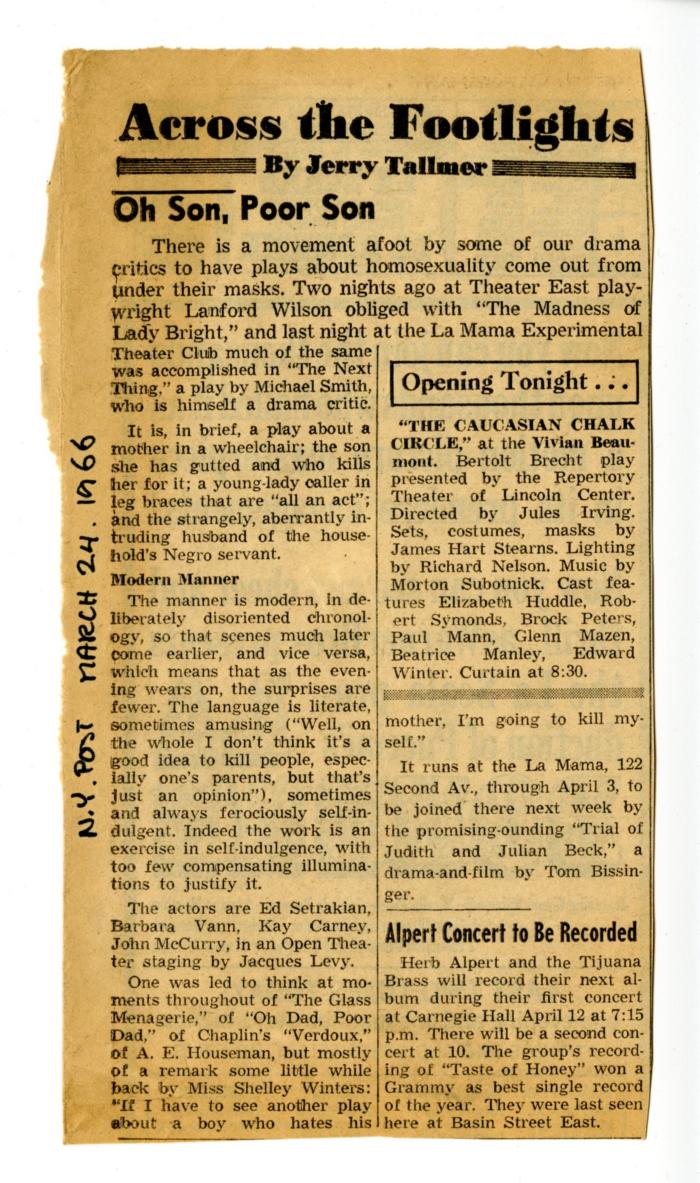 Across the Footlights
By Jerry Tallmer
Oh Son, Poor Son
There is a movement afoot by some of our drama
critics to have plays about homosexuality come out from
under their masks. Two nights ago at Theater East play-
wright Lanford Wilson obliged with “The Madness of
Lady Bright,” and last night at the La Mama Experimental
Theater Club much of the same
was accomplished in “The Next
Thing,” a play by Michael Smith,
who is himself a drama critic.
It is, in brief, a play about a
mother in a wheelchair; the son
she has gutted and who kills
her for it; a young-lady caller in
leg braces that are “all an act”;
and the strangely, aberrantly in-
truding husband of the house-
hold's Negro servant.
Modern Manner
The manner is modern, in de-
liberately disoriented chronol-
ogy, so that scenes much later
come earlier, and vice versa,
which means that as the even-
ing wears on, the surprises are
fewer. The language is literate,
sometimes amusing (“Well, on
the whole I don't think it's a
good idea to kill people, espec-
ially one's parents, but that's
just an opinion”), sometimes
and always ferociously self-in-
dulgent. Indeed the work is an
exercise in self-indulgence, with
too few compensating illumina-
tions to justify it.
The actors are Ed Setrakian,
Barbara Vann, Kay Carney,
John McCurry, in an Open Thea-
ter staging by Jacques Levy.
One was led to think at mo-
ments throughout of “The Glass
Menagerie,” of “Oh Dad, Poor
Dad,” of Chaplin's “Verdoux,”
of A. E. Houseman, but mostly
of a remark some little while
back by Miss Shelley Winters:
“If I have to see another play
about a boy who hates his
mother, I'm going to kill my-
self.”
It runs at the La Mama, 122
Second Av., through April 3, to
be joined there next week by
the promising-ounding “Trial of
Judith and Julian Beck,” a
drama-and-film by Tom Bissin-
ger.
Opening Tonight ...
“THE CAUCASIAN CHALK
CIRCLE,” at the Vivian Beau-
mont. Bertolt Brecht play
presented by the Repertory
Theater of Lincoln Center.
Directed by Jules Irving.
Sets, costumes, masks by
James Hart Stearns. Lighting
by Richard Nelson. Music by
Morton Subotnick. Cast fea-
tures Elizabeth Huddle, Rob-
ert Symonds, Brock Peters,
Paul Mann, Glenn Mazen,
Beatrice Manley, Edward
Winter. Curtain at 8:30.
Alpert Concert to Be Recorded
Herb Alpert and the Tijuana
Brass will record their next al-
bum during their first concert
at Carnegie Hall April 12 at 7:15
p.m. There will be a second con-
cert at 10. The group's record-
ing of “Taste of Honey” won a
Grammy as best single record
of the year. They were last seen
here at Basin Street East.
N.Y. POST MARCH 24. 1966